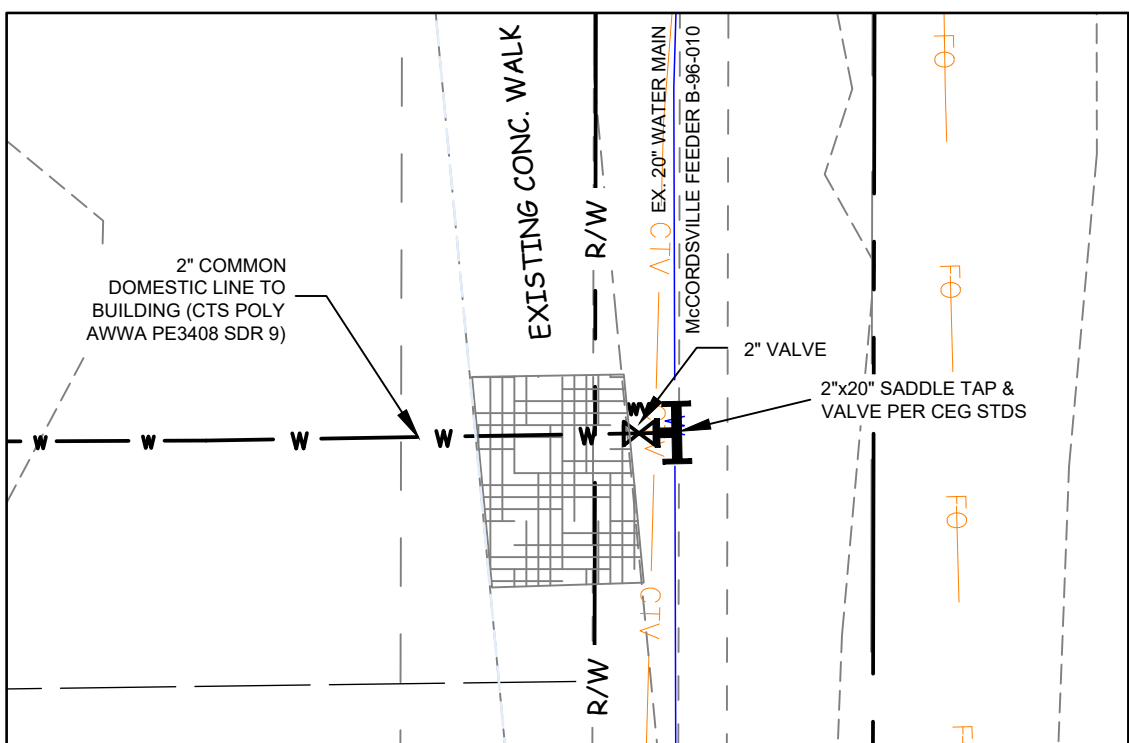 EXISTING CONC. WALK
R/W
EX. 20" WATER MAIN
McCORDSVILLE FEEDER B-96-010
CTV
FO
2" COMMON
DOMESTIC LINE TO
BUILDING (CTS POLY
AWWA PE3408 SDR 9)
FO
2" VALVE
2"x20" SADDLE TAP &
VALVE PER CEG STDS
WV
W
W
W
W
W
W
FO
CTV
R/W
FO